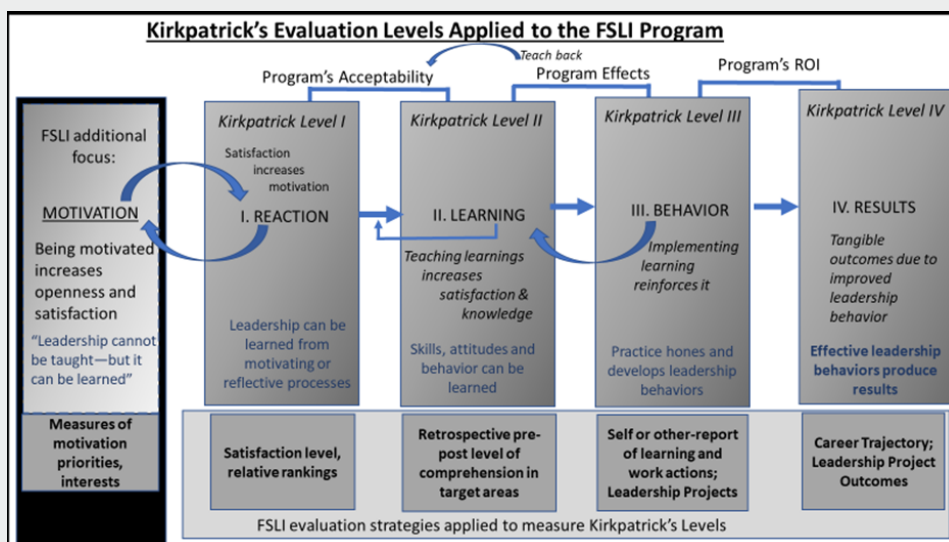 Kirkpatrick's Evaluation Levels Applied to the FSLI Program
Teach back
Program's Acceptability
Program Effects
Program's ROI
FSLI additional
focus:
MOTIVATION
Being motivated
increases
openness and
satisfaction
"Leadership cannot
be taught—but it
can be learned"
Measures of
motivation
priorities,
interests
Kirkpatrick Level I
Satisfaction
increases
motivation
I. REACTION
Leadership can be
learned from
motivating or
reflective processes
Satisfaction level,
relative rankings
Kirkpatrick Level II
II. LEARNING
Teaching learnings
increases
satisfaction &
knowledge
Skills, attitudes and
behavior can be
learned
Retrospective pre-
post level of
comprehension in
target areas
Kirkpatrick Level III
III. BEHAVIOR
Implementing
learning
reinforces it
Practice hones and
develops leadership
behaviors
Self or other-report
of learning and
work actions;
Leadership Projects
Kirkpatrick Level IV
IV. RESULTS
Tangible
outcomes due to
improved
leadership
behavior
Effective leadership
behaviors produce
results
Career Trajectory;
Leadership Project
Outcomes
FSLI evaluation strategies applied to measure Kirkpatrick's Levels